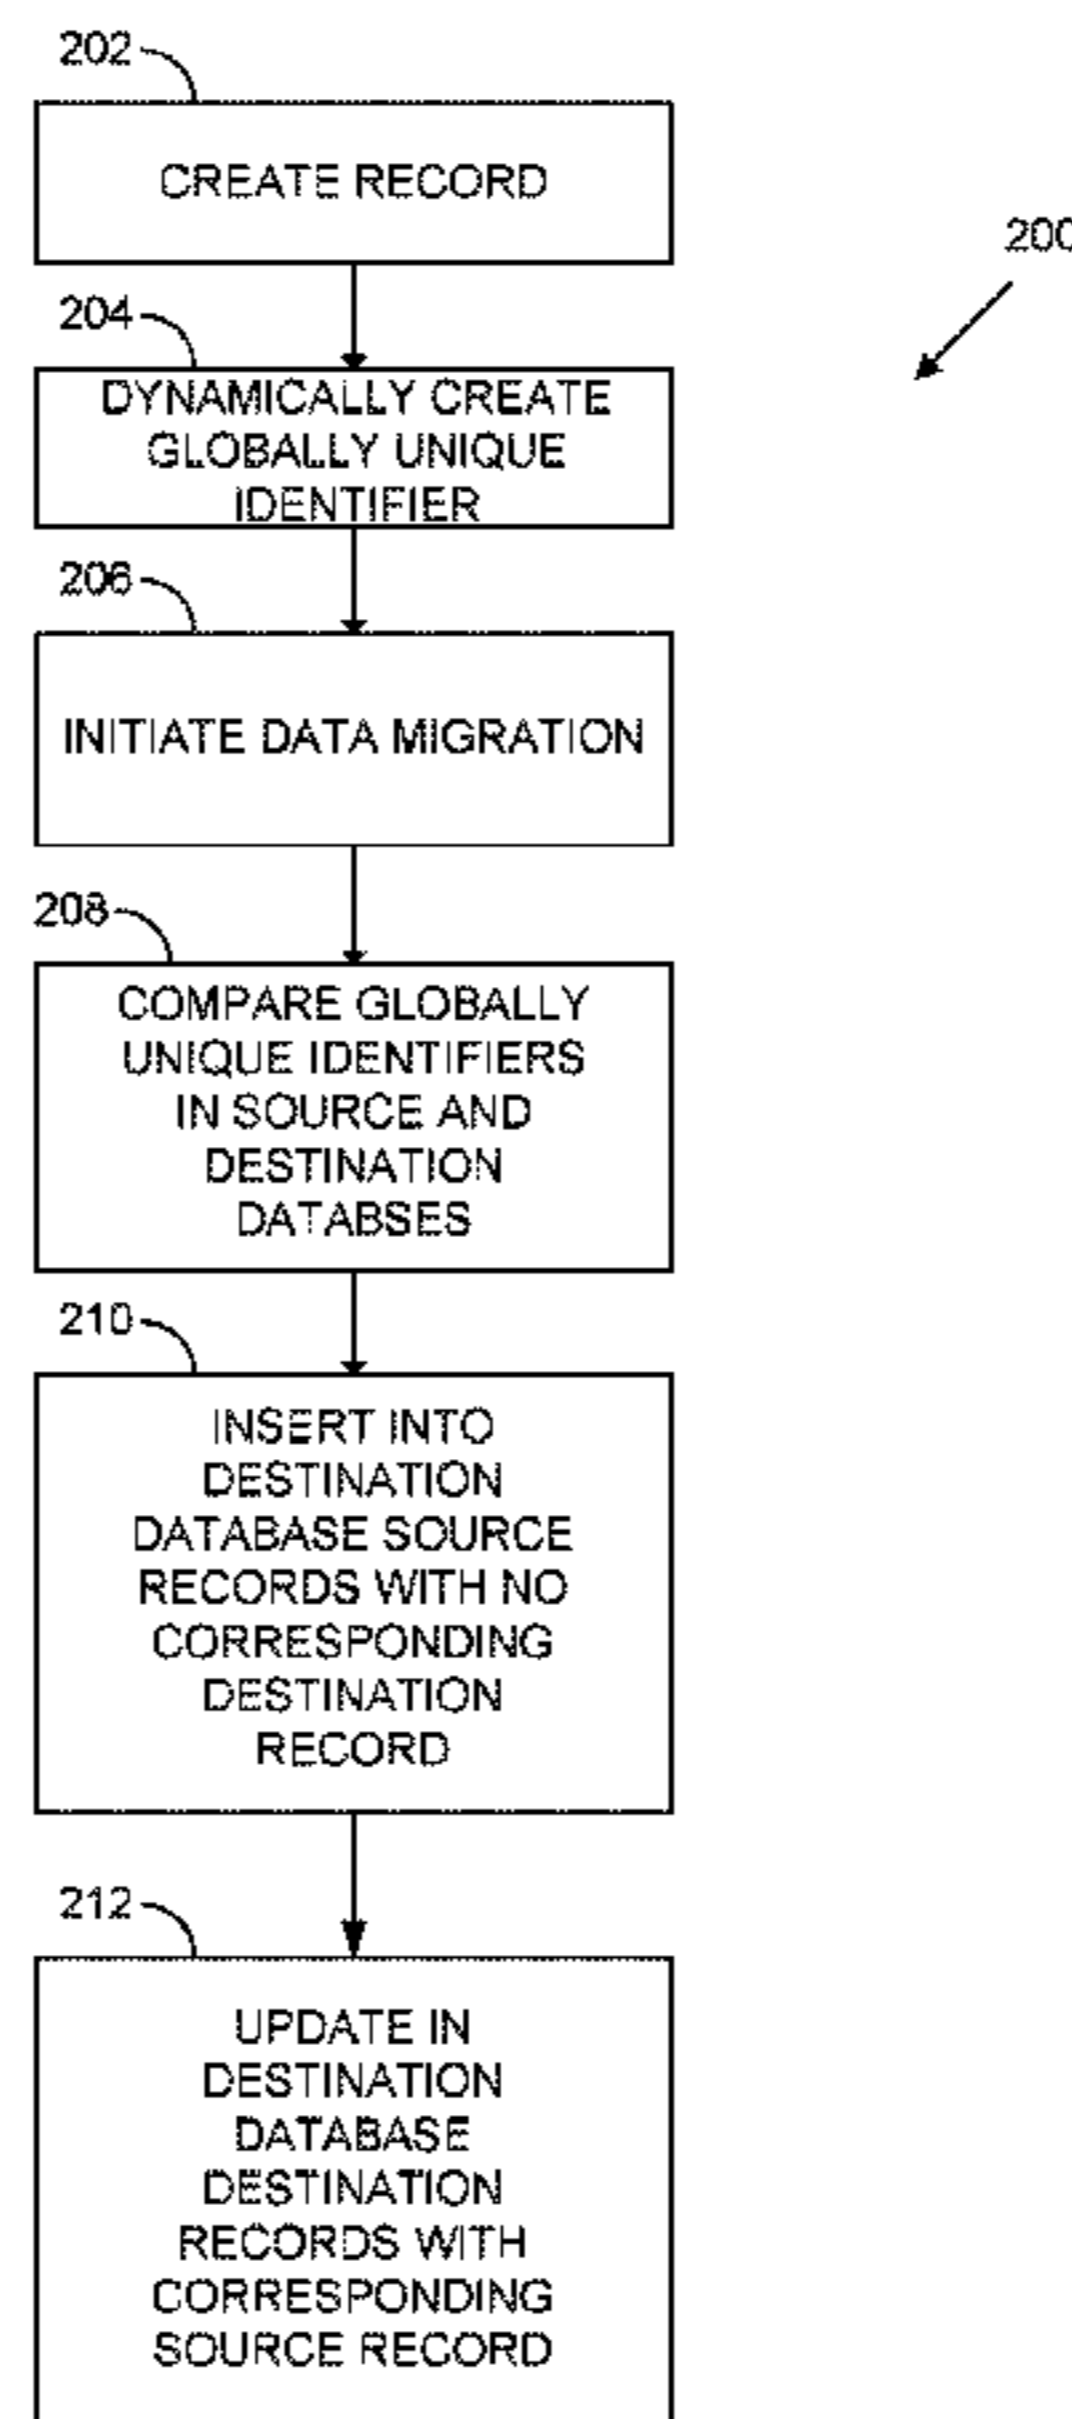 202
CREATE RECORD
200
204
DYNAMICALLY CREATE
GLOBALLY UNIQUE
IDENTIFIER
206
INITIATE DATA MIGRATION
208
COMPARE GLOBALLY
UNIQUE IDENTIFIERS
IN SOURCE AND
DESTINATION
DATABSES
210
INSERT INTO
DESTINATION
DATABASE SOURCE
RECORDS WITH NO
CORRESPONDING
DESTINATION
RECORD
212
UPDATE IN
DESTINATION
DATABASE
DESTINATION
RECORDS WITH
CORRESPONDING
SOURCE RECORD